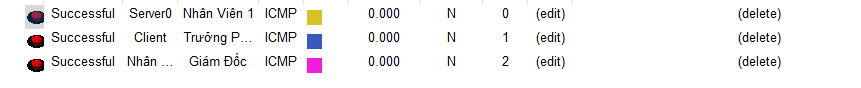 Successful Server0 Nhân Viên 1 ICMP 0.000 N 0 (edit) (delete)
Successful Client Trưởng P... ICMP 0.000 N 1 (edit) (delete)
Successful Nhân ... Giám Đốc ICMP 0.000 N 2 (edit) (delete)